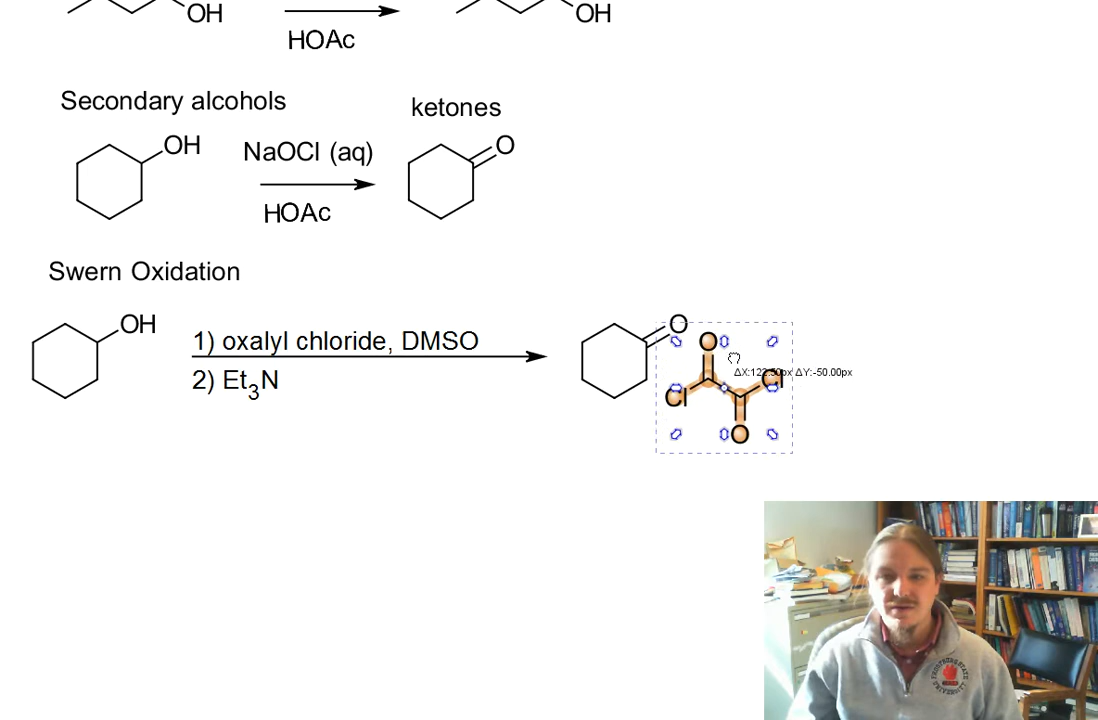 OH
OH
HOAc
Secondary alcohols
ketones
OH
NaOCl (aq)
O
HOAc
Swern Oxidation
OH
1) oxalyl chloride, DMSO
2) Et3N
O
O
Cl
Cl
O